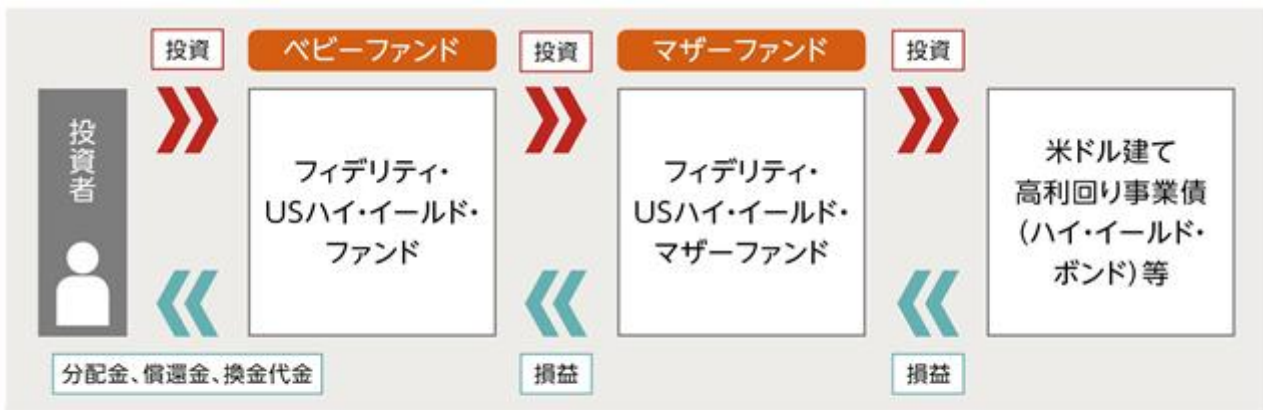 投資
ベビーファンド
投資
マザーファンド
投資
投資者
フィデリティ・
USハイ・イールド・
ファンド
フィデリティ・
USハイ・イールド・
マザーファンド
米ドル建て
高利回り事業債
(ハイ・イールド・
ボンド)等
分配金、償還金、換金代金
損益
損益